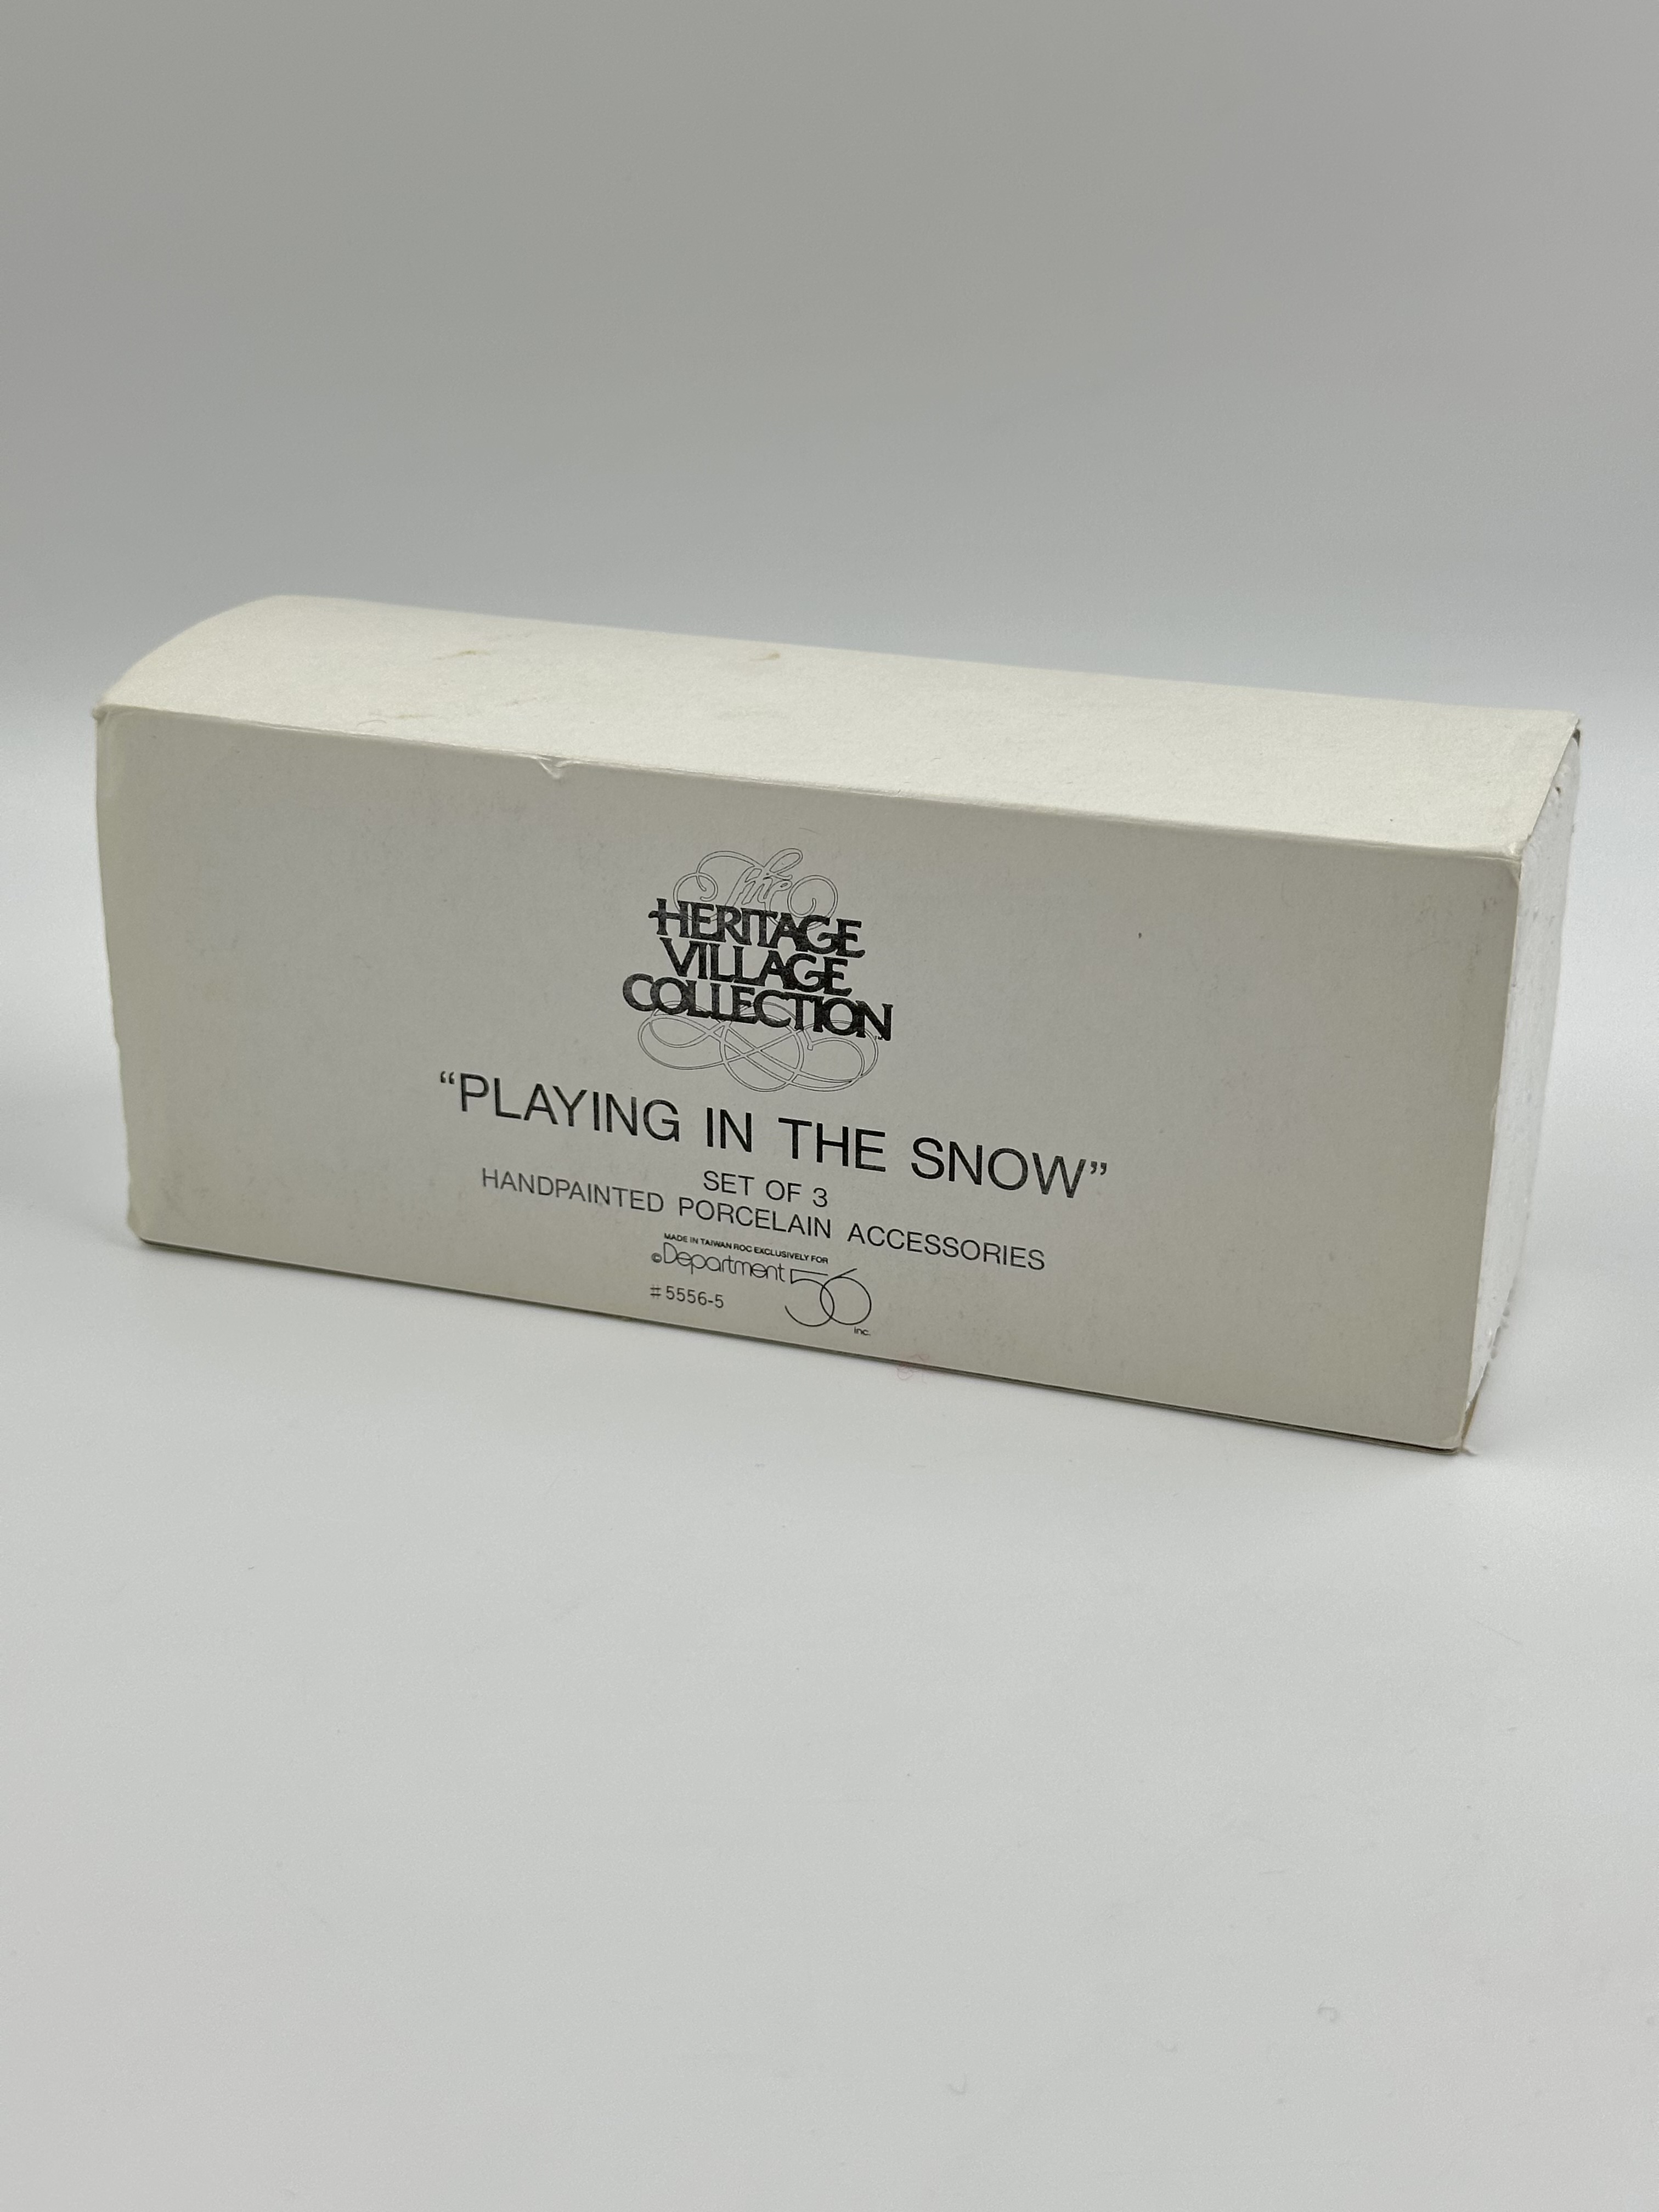 The
HERITAGE
VILLAGE
COLLECTION™
“PLAYING IN THE SNOW”
SET OF 3
HANDPAINTED PORCELAIN ACCESSORIES
MADE IN TAIWAN ROC EXCLUSIVELY FOR
©Department 56 inc.
#5556-5